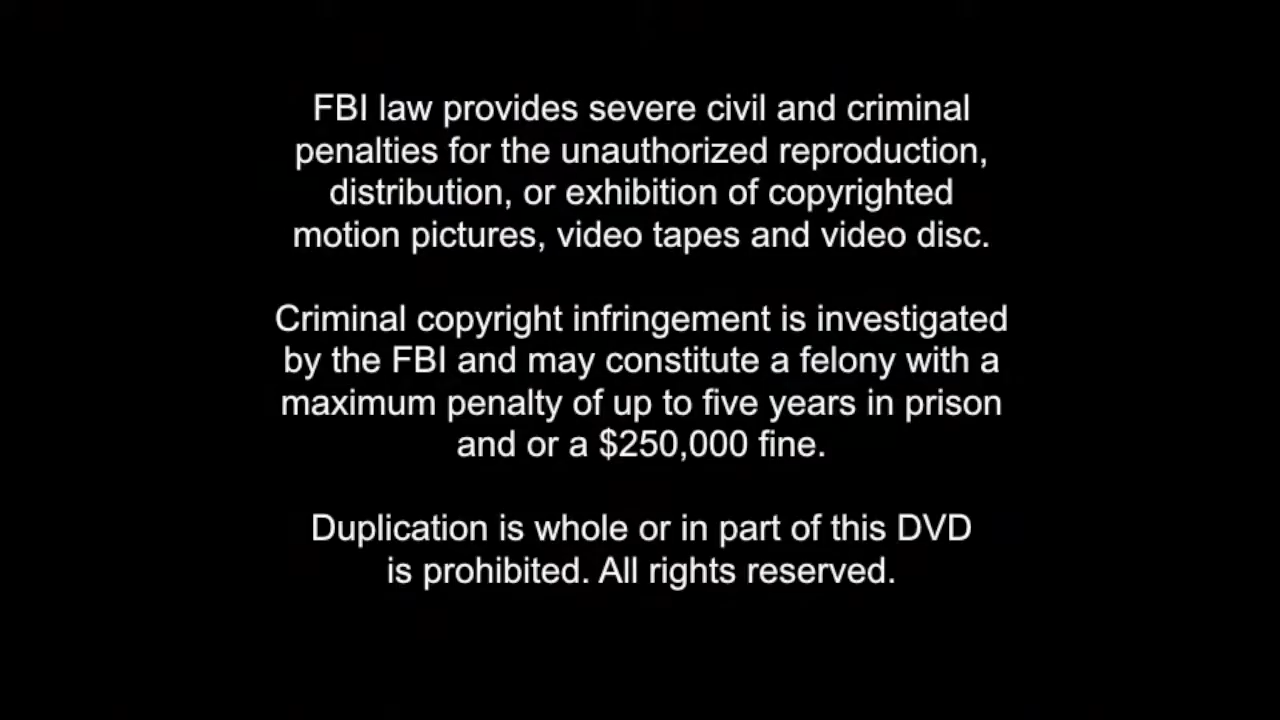 FBI law provides severe civil and criminal
penalties for the unauthorized reproduction,
distribution, or exhibition of copyrighted
motion pictures, video tapes and video disc.
Criminal copyright infringement is investigated
by the FBI and may constitute a felony with a
maximum penalty of up to five years in prison
and or a $250,000 fine.
Duplication is whole or in part of this DVD
is prohibited. All rights reserved.